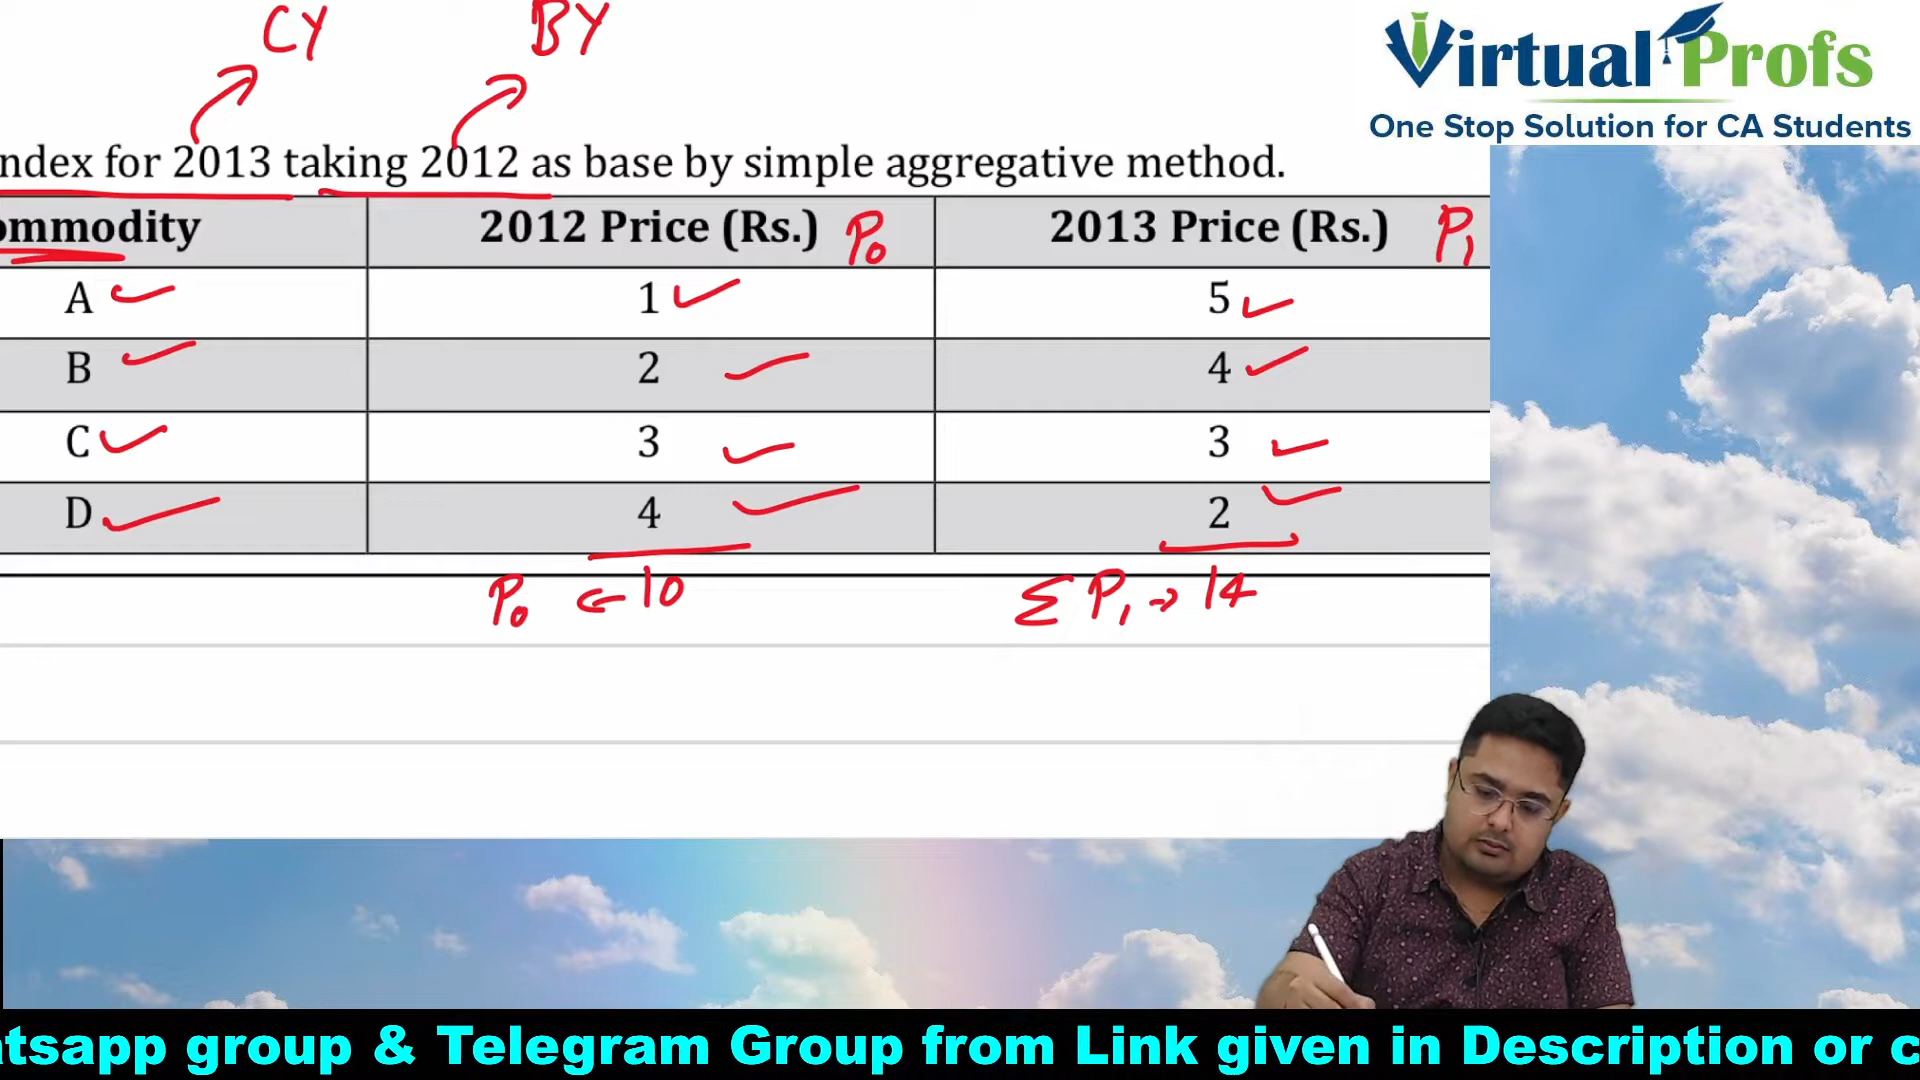 CY BY
Virtual Profs
One Stop Solution for CA Students
ndex for 2013 taking 2012 as base by simple aggregative method.
ommodity 2012 Price (Rs.) P₀ 2013 Price (Rs.) P₁
A 1 5
B 2 4
C 3 3
D 4 2
P₀ ← 10 Σ P₁ → 14
atsapp group & Telegram Group from Link given in Description or c